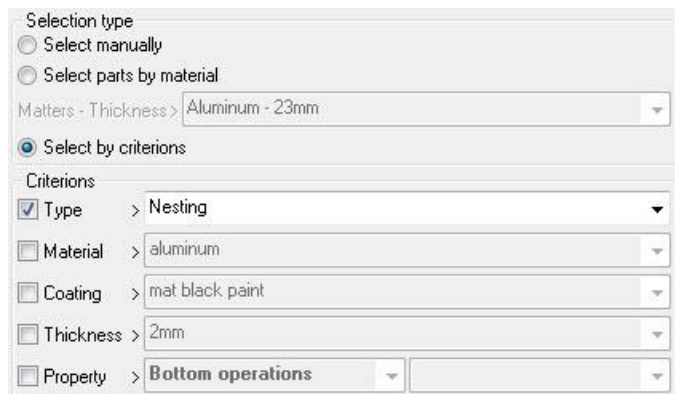 Selection type
Select manually
Select parts by material
Matters - Thickness > Aluminum - 23mm
Select by criterions
Criterions
Type > Nesting
Material > aluminum
Coating > mat black paint
Thickness > 2mm
Property > Bottom operations